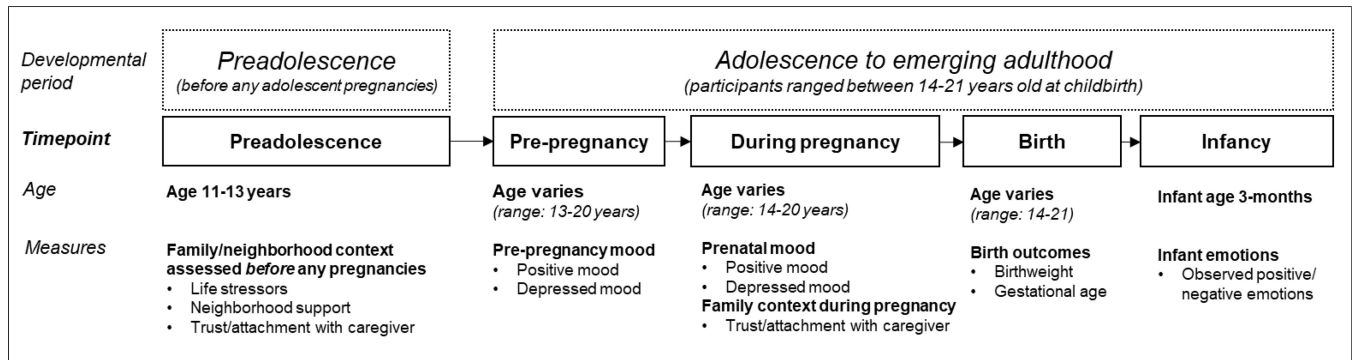 Developmental
period
Preadolescence
(before any adolescent pregnancies)
Adolescence to emerging adulthood
(participants ranged between 14-21 years old at childbirth)
Timepoint
Preadolescence
Pre-pregnancy
During pregnancy
Birth
Infancy
Age
Age 11-13 years
Age varies
(range: 13-20 years)
Age varies
(range: 14-20 years)
Age varies
(range: 14-21)
Infant age 3-months
Measures
Family/neighborhood context
assessed before any pregnancies
• Life stressors
• Neighborhood support
• Trust/attachment with caregiver
Pre-pregnancy mood
• Positive mood
• Depressed mood
Prenatal mood
• Positive mood
• Depressed mood
Family context during pregnancy
• Trust/attachment with caregiver
Birth outcomes
• Birthweight
• Gestational age
Infant emotions
• Observed positive/
negative emotions